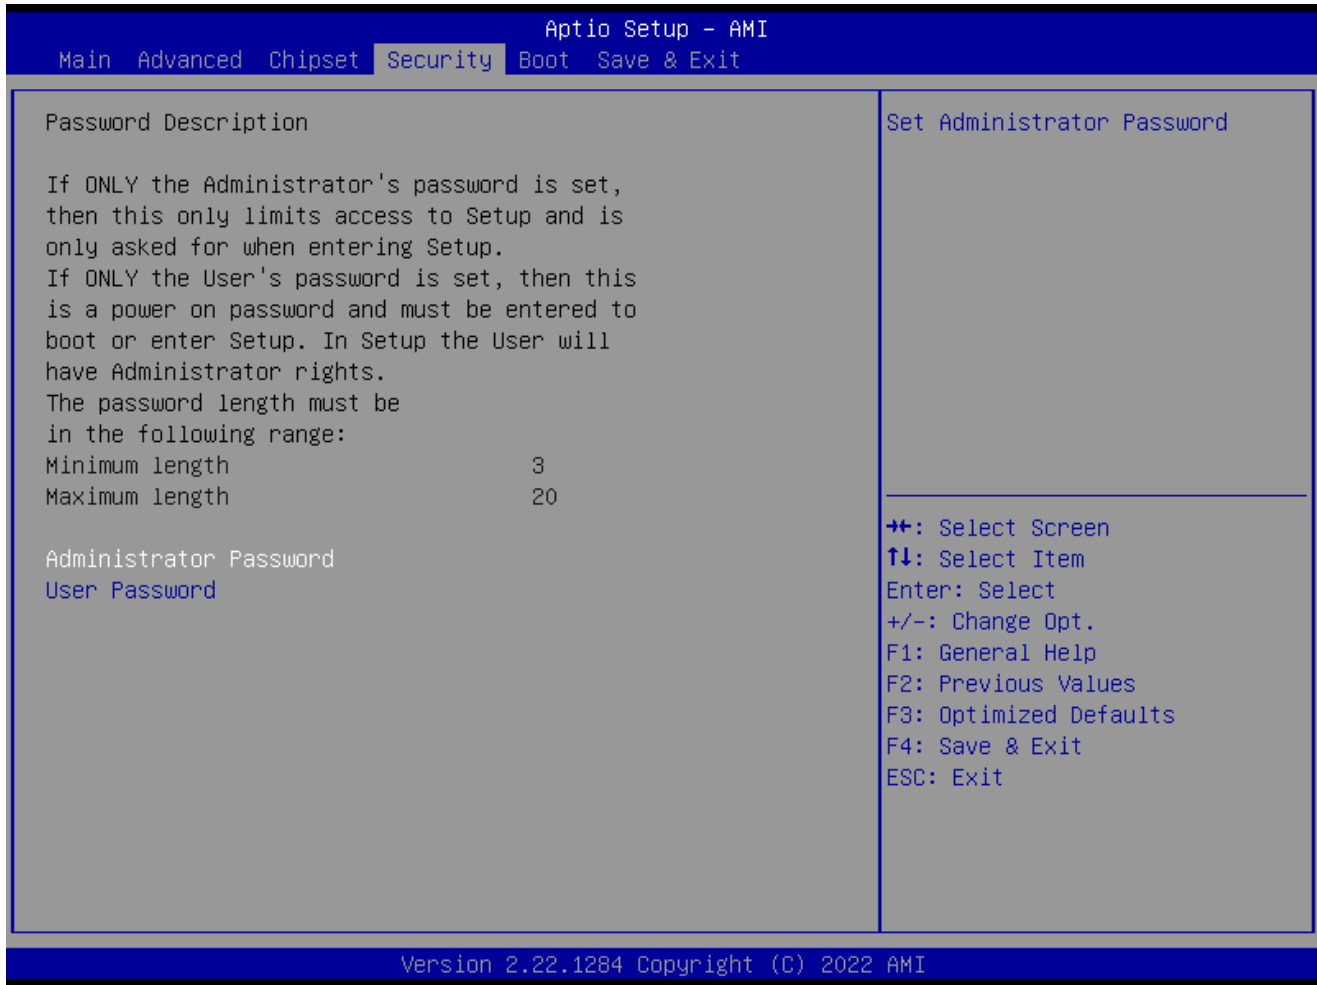 Aptio Setup – AMI
Main Advanced Chipset Security Boot Save & Exit
Password Description
If ONLY the Administrator's password is set,
then this only limits access to Setup and is
only asked for when entering Setup.
If ONLY the User's password is set, then this
is a power on password and must be entered to
boot or enter Setup. In Setup the User will
have Administrator rights.
The password length must be
in the following range:
Minimum length 3
Maximum length 20
Administrator Password
User Password
Set Administrator Password
→←: Select Screen
↑↓: Select Item
Enter: Select
+/-: Change Opt.
F1: General Help
F2: Previous Values
F3: Optimized Defaults
F4: Save & Exit
ESC: Exit
Version 2.22.1284 Copyright (C) 2022 AMI